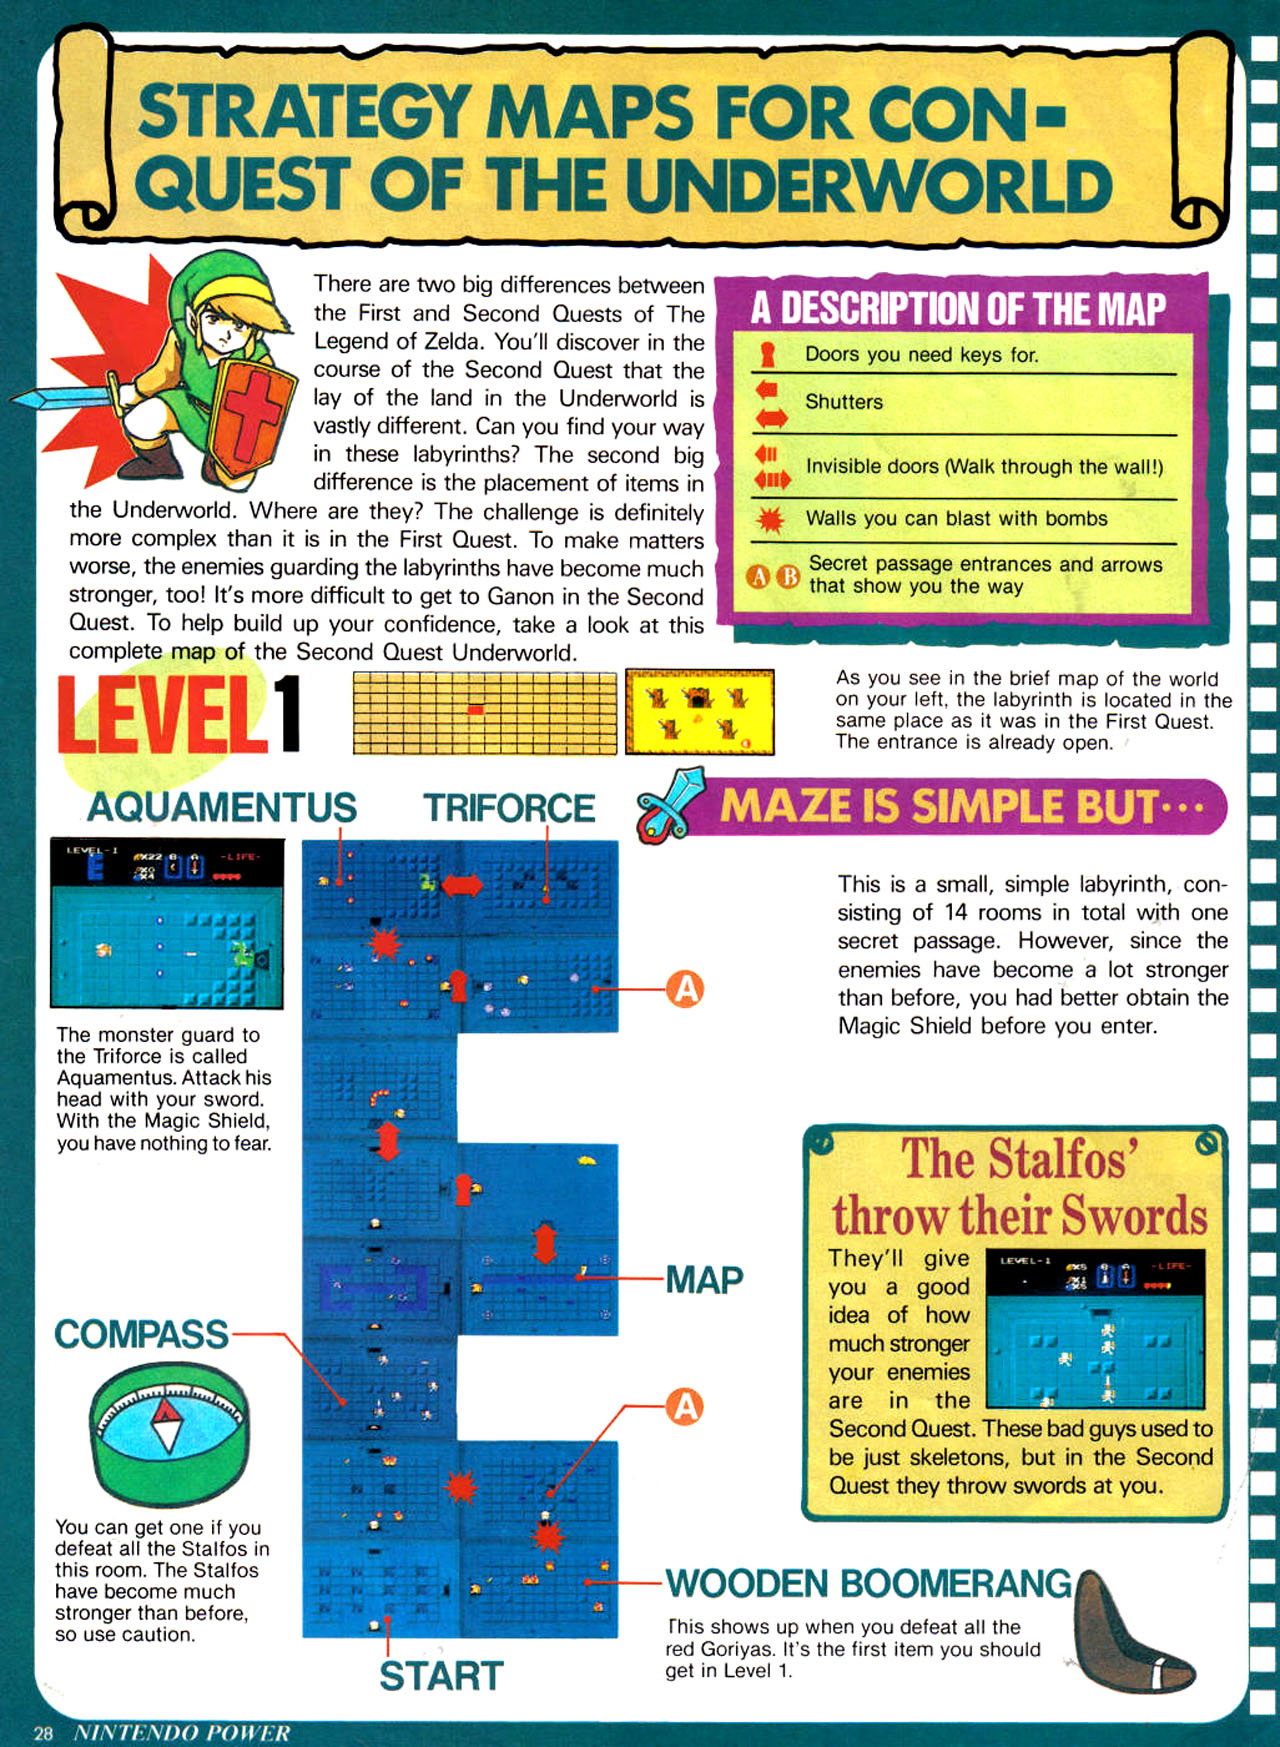 STRATEGY MAPS FOR CON-
QUEST OF THE UNDERWORLD
There are two big differences between
the First and Second Quests of The
Legend of Zelda. You'll discover in the
course of the Second Quest that the
lay of the land in the Underworld is
vastly different. Can you find your way
in these labyrinths? The second big
difference is the placement of items in
the Underworld. Where are they? The challenge is definitely
more complex than it is in the First Quest. To make matters
worse, the enemies guarding the labyrinths have become much
stronger, too! It's more difficult to get to Ganon in the Second
Quest. To help build up your confidence, take a look at this
complete map of the Second Quest Underworld.
A DESCRIPTION OF THE MAP
Doors you need keys for.
Shutters
Invisible doors (Walk through the wall!)
Walls you can blast with bombs
A B Secret passage entrances and arrows
that show you the way
LEVEL 1
As you see in the brief map of the world
on your left, the labyrinth is located in the
same place as it was in the First Quest.
The entrance is already open.
AQUAMENTUS
TRIFORCE
MAZE IS SIMPLE BUT···
LEVEL-1
X22 B A -LIFE-
X0
X4
This is a small, simple labyrinth, con-
sisting of 14 rooms in total with one
secret passage. However, since the
enemies have become a lot stronger
than before, you had better obtain the
Magic Shield before you enter.
A
The monster guard to
the Triforce is called
Aquamentus. Attack his
head with your sword.
With the Magic Shield,
you have nothing to fear.
The Stalfos'
throw their Swords
They'll give
you a good
idea of how
much stronger
your enemies
are in the
Second Quest. These bad guys used to
be just skeletons, but in the Second
Quest they throw swords at you.
LEVEL-1
X5 B A -LIFE-
X1
X5
MAP
COMPASS
A
You can get one if you
defeat all the Stalfos in
this room. The Stalfos
have become much
stronger than before,
so use caution.
WOODEN BOOMERANG
This shows up when you defeat all the
red Goriyas. It's the first item you should
get in Level 1.
START
28 NINTENDO POWER